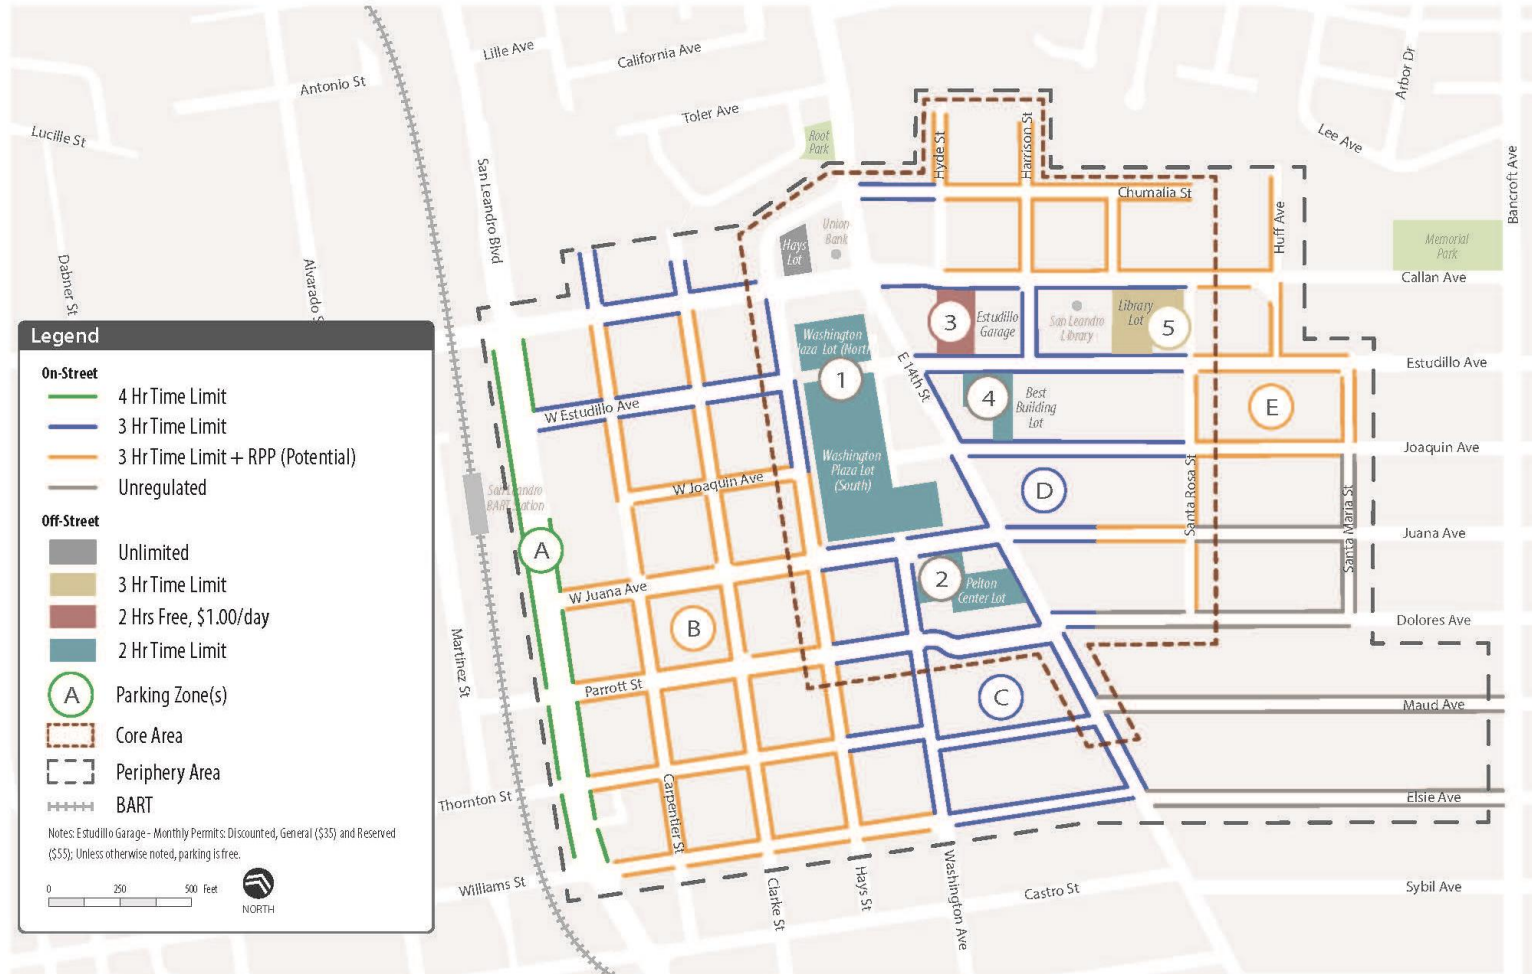 Lille Ave
California Ave
Antonio St
Arbor Dr
Toler Ave
Lucille St
Root
Park
Hyde St
Harrison St
Lee Ave
Bancroft Ave
San Leandro Blvd
Chumalia St
Huff Ave
Union
Bank
Hays
Lot
Memorial
Park
Dabner St
Alvarado S
Callan Ave
Legend
On-Street
4 Hr Time Limit
3 Hr Time Limit
3 Hr Time Limit + RPP (Potential)
Unregulated
Off-Street
Unlimited
3 Hr Time Limit
2 Hrs Free, $1.00/day
2 Hr Time Limit
A
Parking Zone(s)
Core Area
Periphery Area
BART
Notes: Estudillo Garage - Monthly Permits: Discounted, General ($35) and Reserved
($55); Unless otherwise noted, parking is free.
0 250 500 Feet
NORTH
3
Estudillo
Garage
San Leandro
Library
Library
Lot
5
Washington
laza Lot (North
1
E 14th St
Estudillo Ave
4
Best
Building
Lot
E
W Estudillo Ave
Joaquin Ave
Washington
Plaza Lot
(South)
W Joaquin Ave
San Leandro
BART Station
D
Santa Rosa St
Santa Maria St
Juana Ave
A
2
Pelton
Center Lot
W Juana Ave
B
Dolores Ave
Martinez St
Parrott St
C
Maud Ave
Thornton St
Carpentier St
Elsie Ave
Williams St
Clarke St
Hays St
Washington Ave
Castro St
Sybil Ave